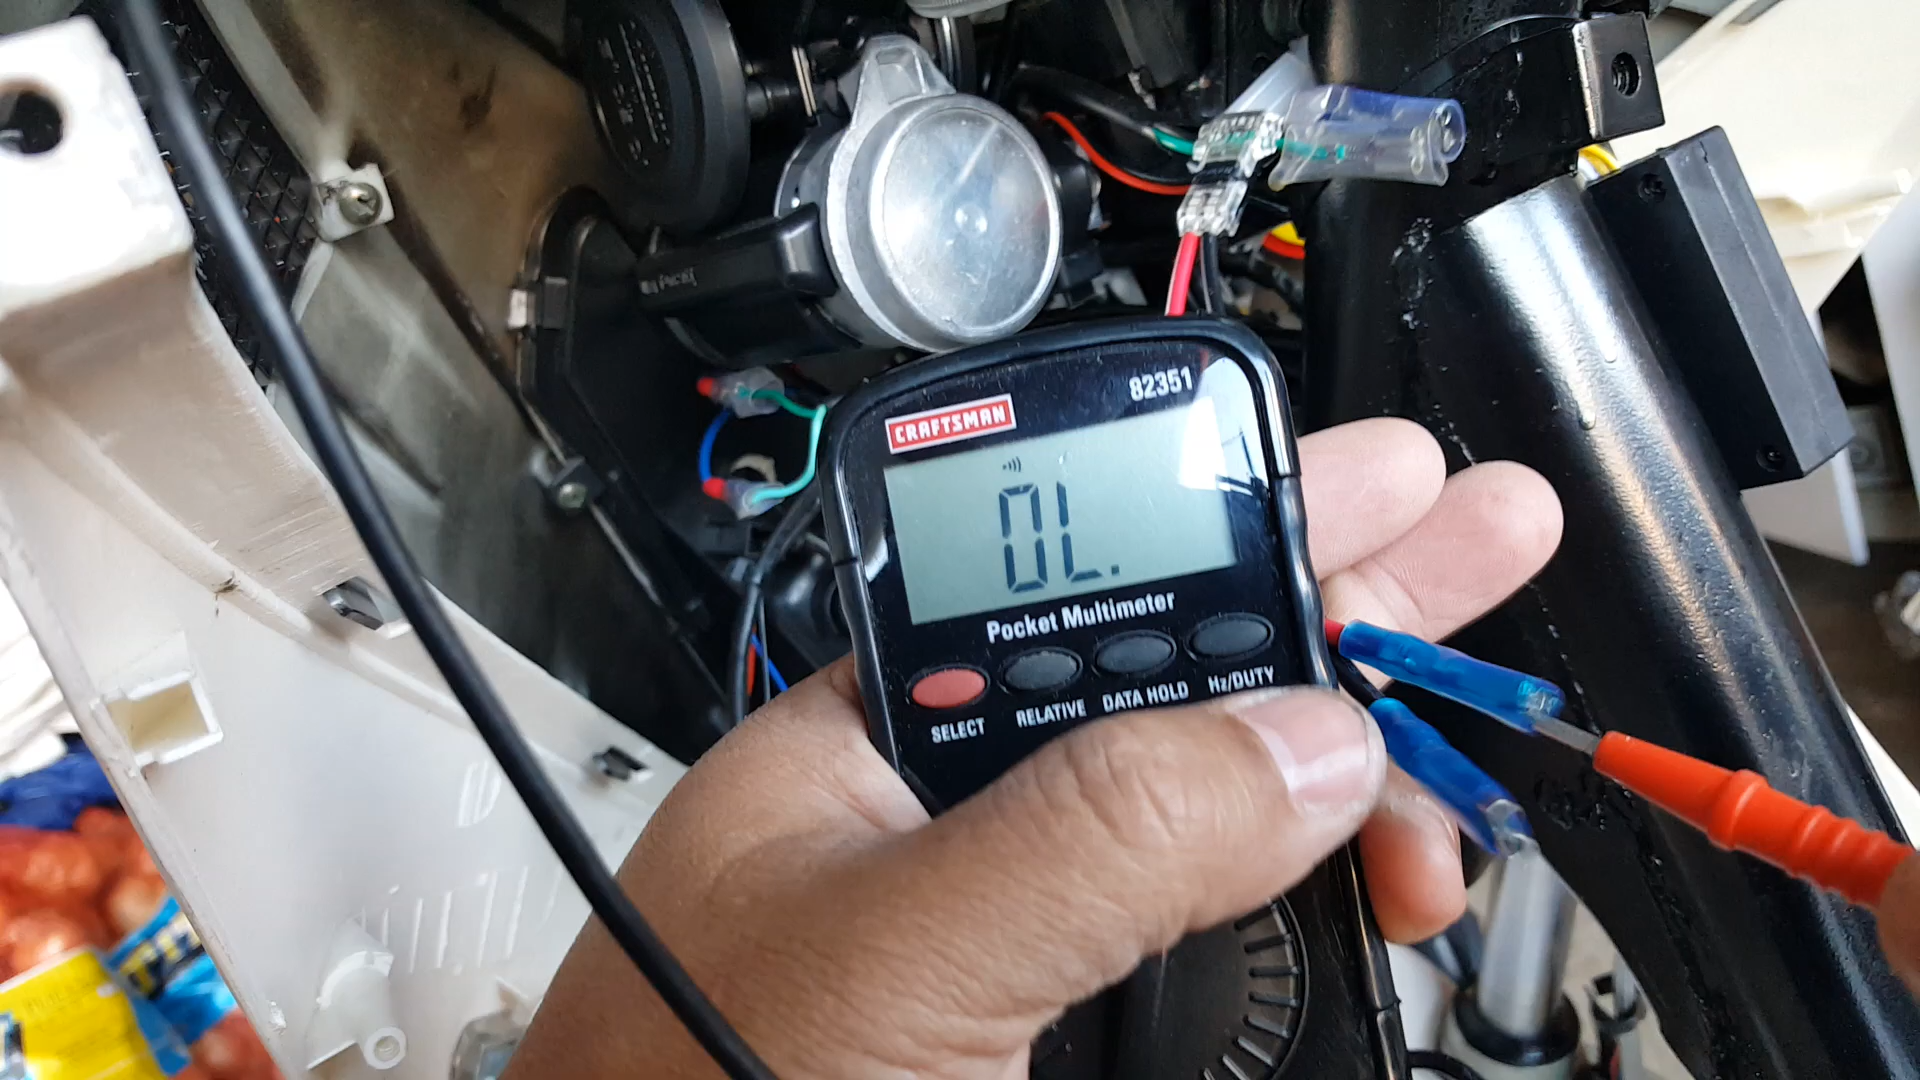 CRAFTSMAN
82351
0L.
Pocket Multimeter
SELECT
RELATIVE
DATA HOLD
Hz/DUTY